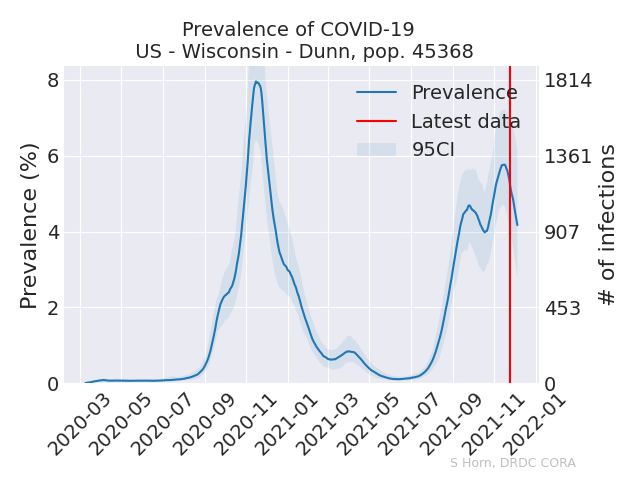 Prevalence of COVID-19
US - Wisconsin - Dunn, pop. 45368
Prevalence (%)
8
6
4
2
0
Prevalence
Latest data
95CI
1814
1361
907
453
0
# of infections
2020-03
2020-05
2020-07
2020-09
2020-11
2021-01
2021-03
2021-05
2021-07
2021-09
2021-11
2022-01
S Horn, DRDC CORA